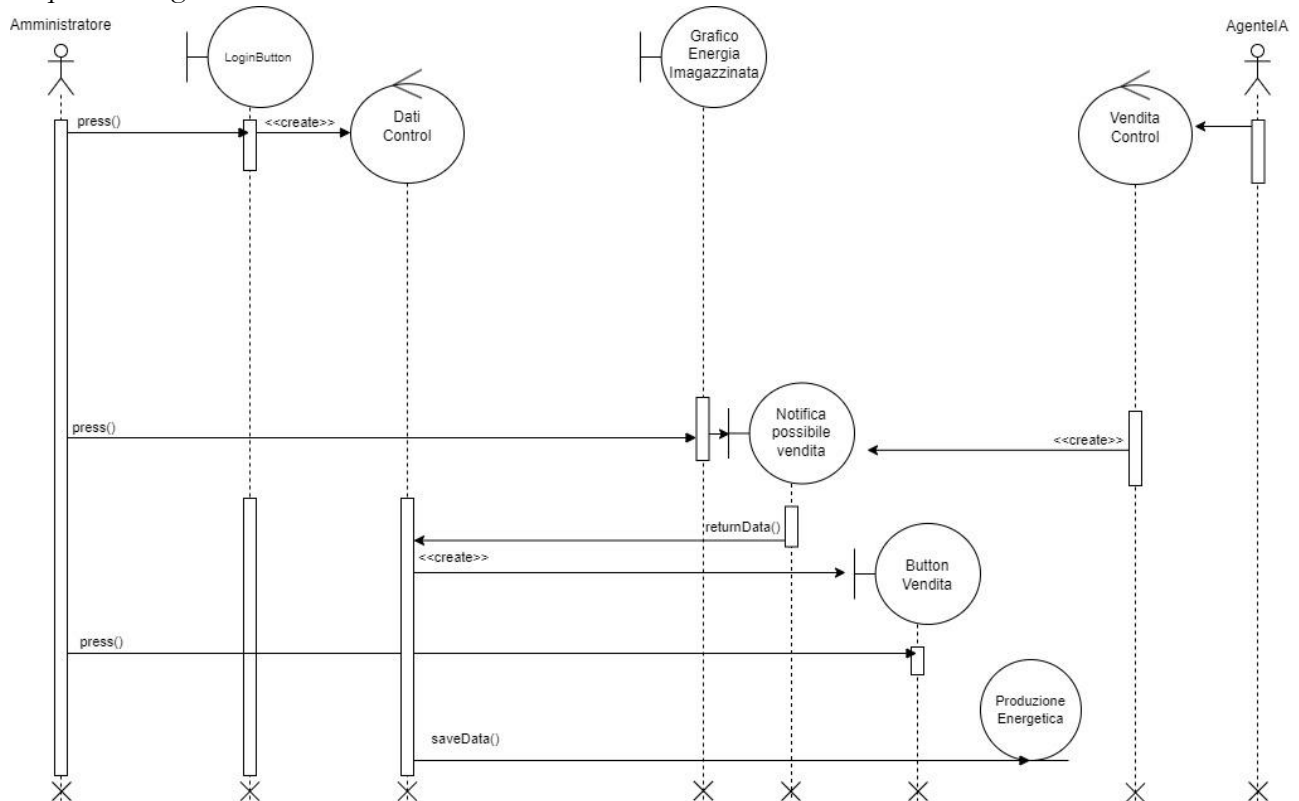 Amministratore
LoginButton
Grafico
Energia
Imagazzinata
AgenteIA
Dati
Control
Vendita
Control
press()
<<create>>
press()
Notifica
possibile
vendita
<<create>>
returnData()
<<create>>
Button
Vendita
press()
Produzione
Energetica
saveData()